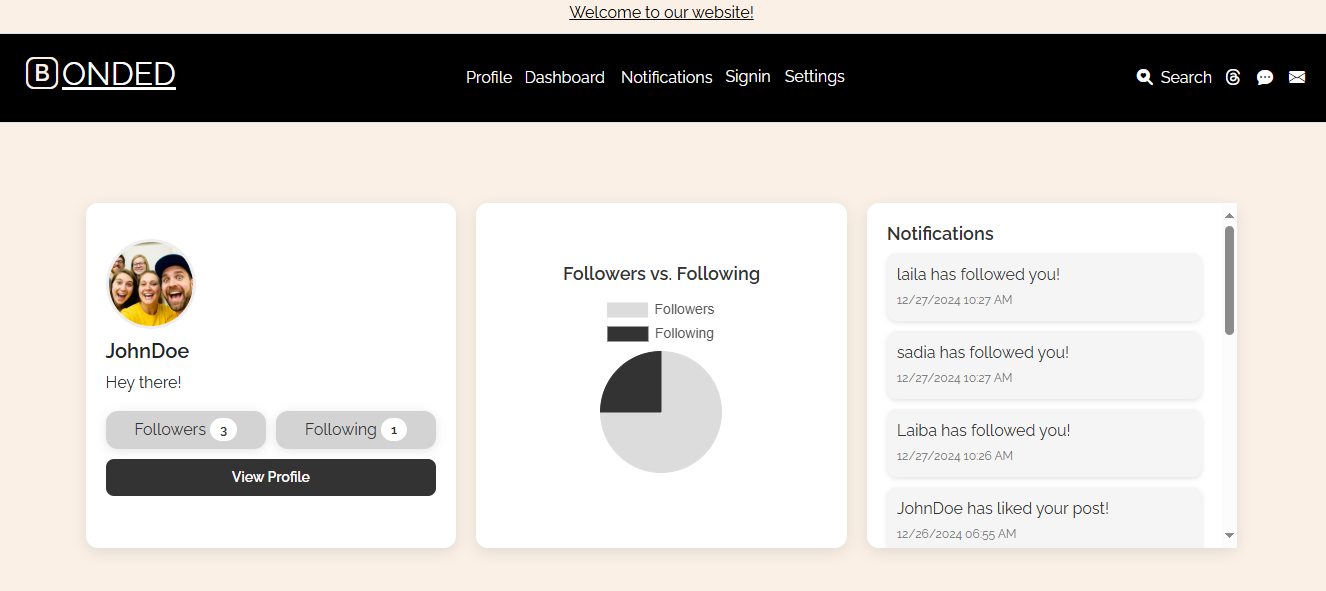 Welcome to our website!
BONDED
Profile Dashboard Notifications Signin Settings Search
JohnDoe
Hey there!
Followers 3 Following 1
View Profile
Followers vs. Following
Followers
Following
Notifications
laila has followed you!
12/27/2024 10:27 AM
sadia has followed you!
12/27/2024 10:27 AM
Laiba has followed you!
12/27/2024 10:26 AM
JohnDoe has liked your post!
12/26/2024 06:55 AM